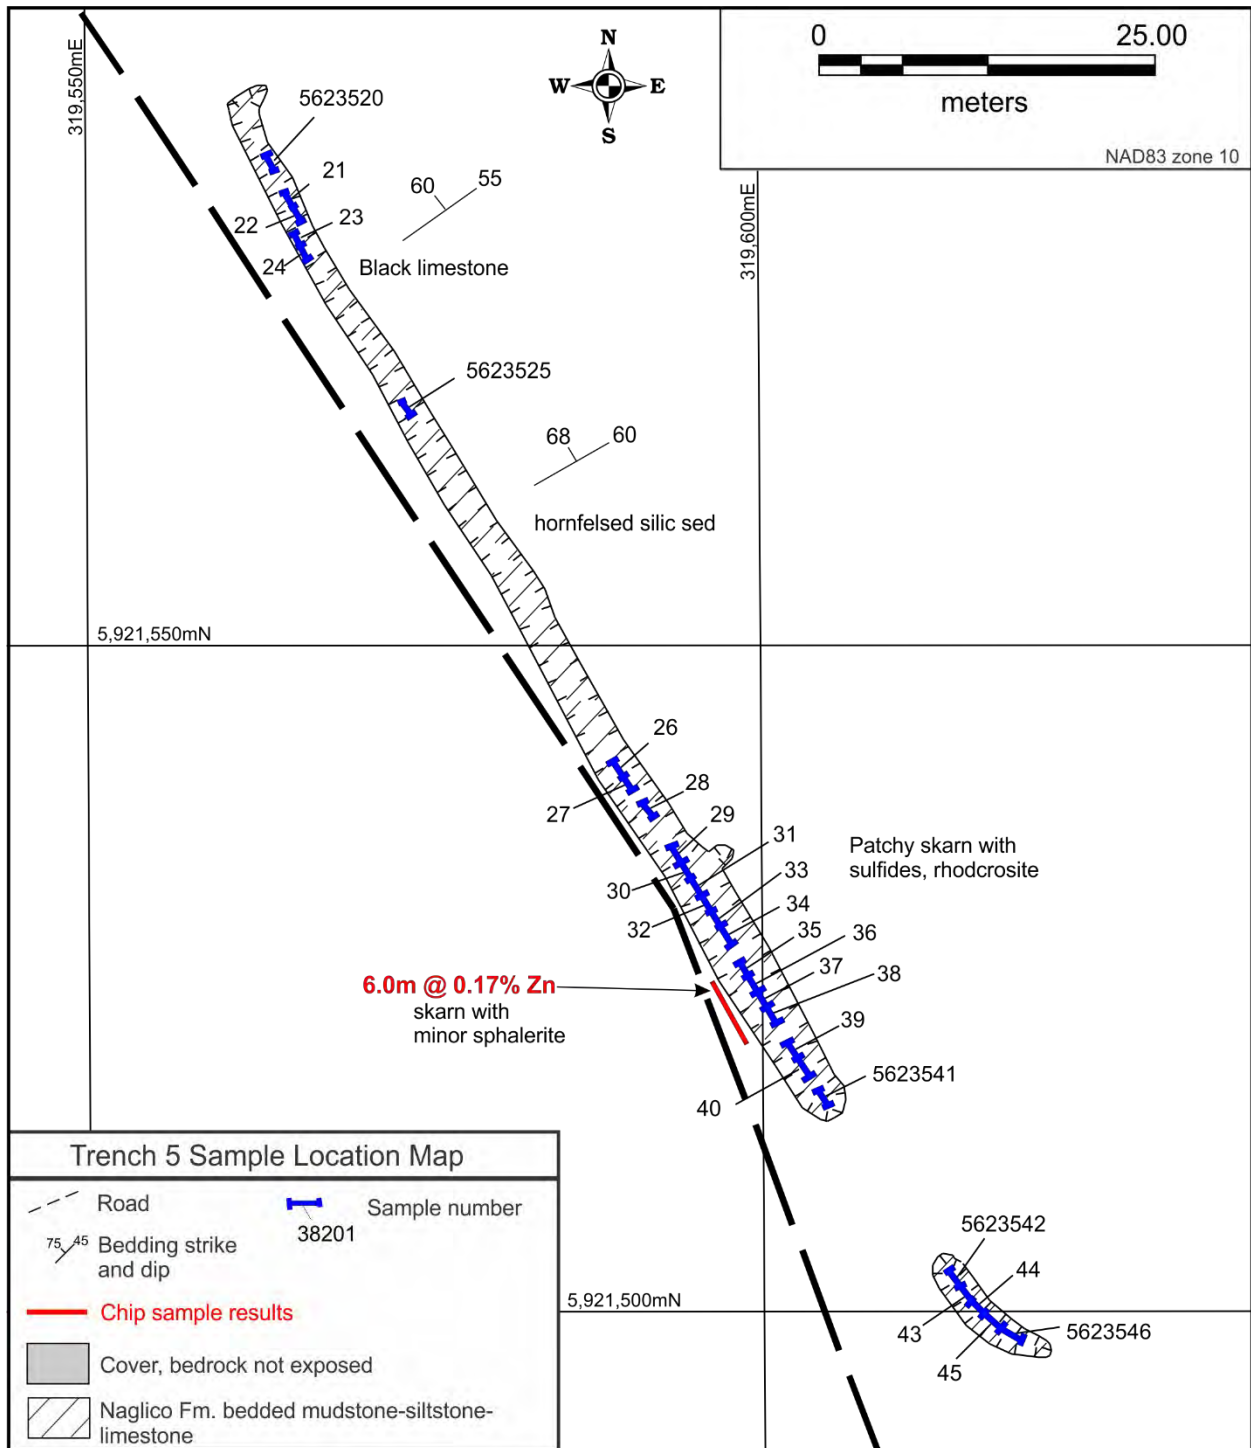 0 25.00
meters
NAD83 zone 10
N
W E
S
319,550mE
319,600mE
5623520
21
22
23
24
60 55
Black limestone
5623525
68 60
hornfelsed silic sed
5,921,550mN
26
27
28
29
30
31
32
33
34
35
36
37
38
39
40
5623541
Patchy skarn with
sulfides, rhodcrosite
6.0m @ 0.17% Zn
skarn with
minor sphalerite
5,921,500mN
5623542
43
44
45
5623546
Trench 5 Sample Location Map
Road
Sample number
38201
75 45
Bedding strike
and dip
Chip sample results
Cover, bedrock not exposed
Naglico Fm. bedded mudstone-siltstone-
limestone